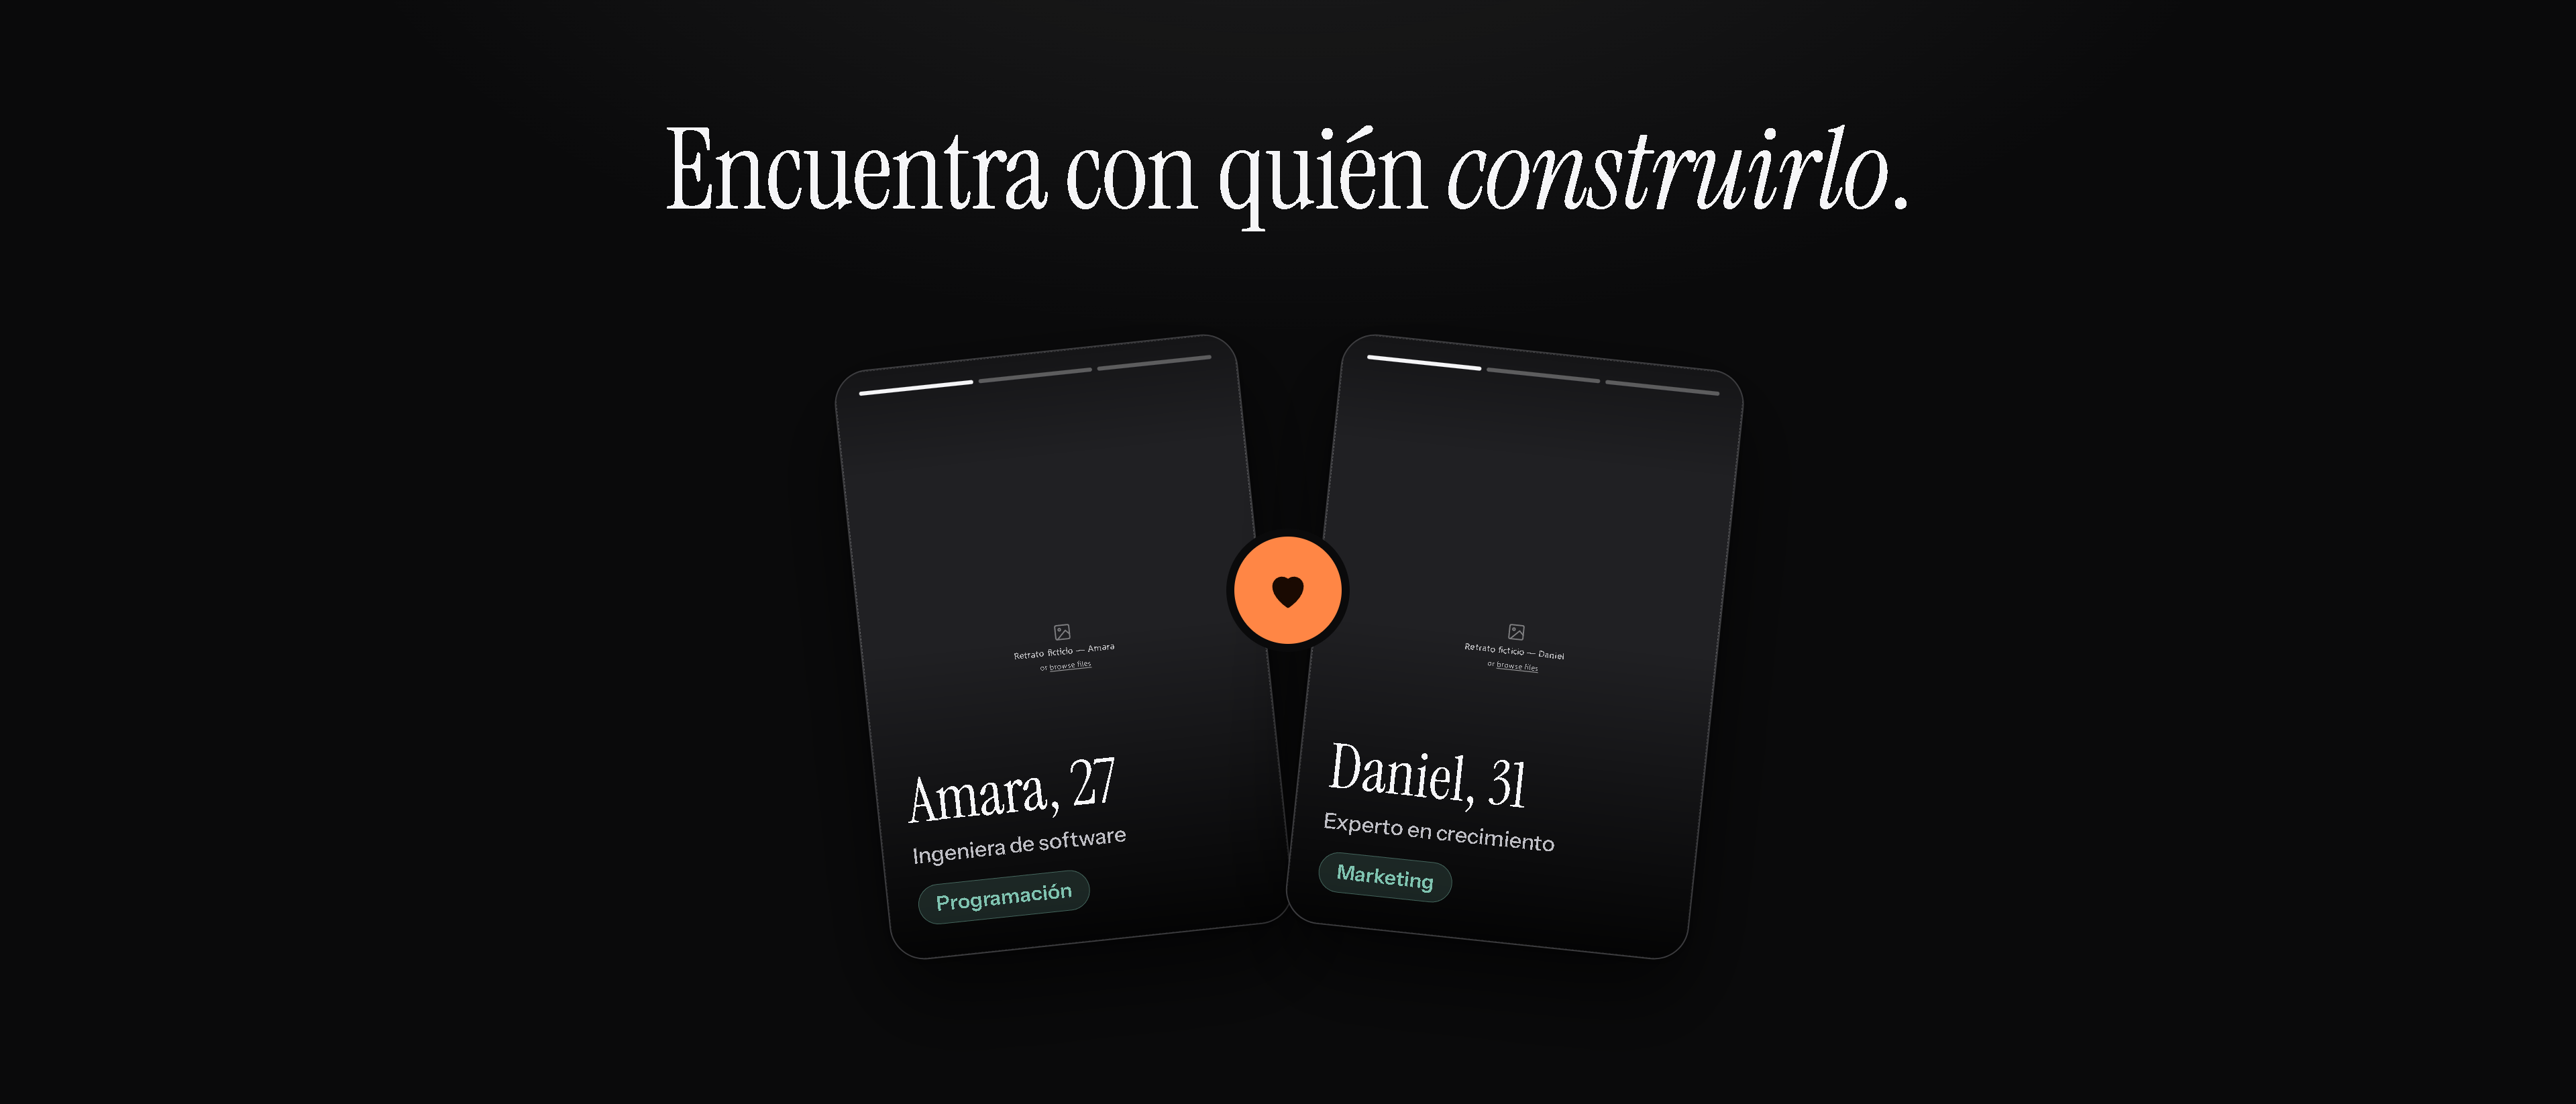 Encuentra con quién construirlo.
Retrato ficticio — Amara
or browse files
Amara, 27
Ingeniera de software
Programación
Retrato ficticio — Daniel
or browse files
Daniel, 31
Experto en crecimiento
Marketing